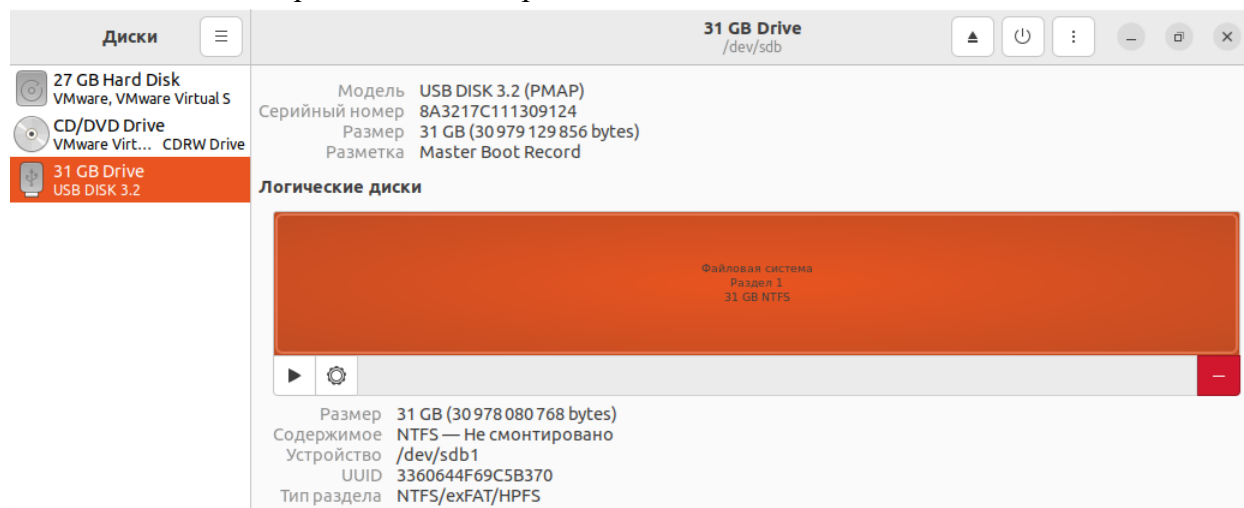 Диски
31 GB Drive
/dev/sdb
27 GB Hard Disk
VMware, VMware Virtual S
CD/DVD Drive
VMware Virt... CDRW Drive
31 GB Drive
USB DISK 3.2
Модель USB DISK 3.2 (PMAP)
Серийный номер 8A3217C111309124
Размер 31 GB (30 979 129 856 bytes)
Разметка Master Boot Record
Логические диски
Файловая система
Раздел 1
31 GB NTFS
Размер 31 GB (30 978 080 768 bytes)
Содержимое NTFS — Не смонтировано
Устройство /dev/sdb1
UUID 3360644F69C5B370
Тип раздела NTFS/exFAT/HPFS